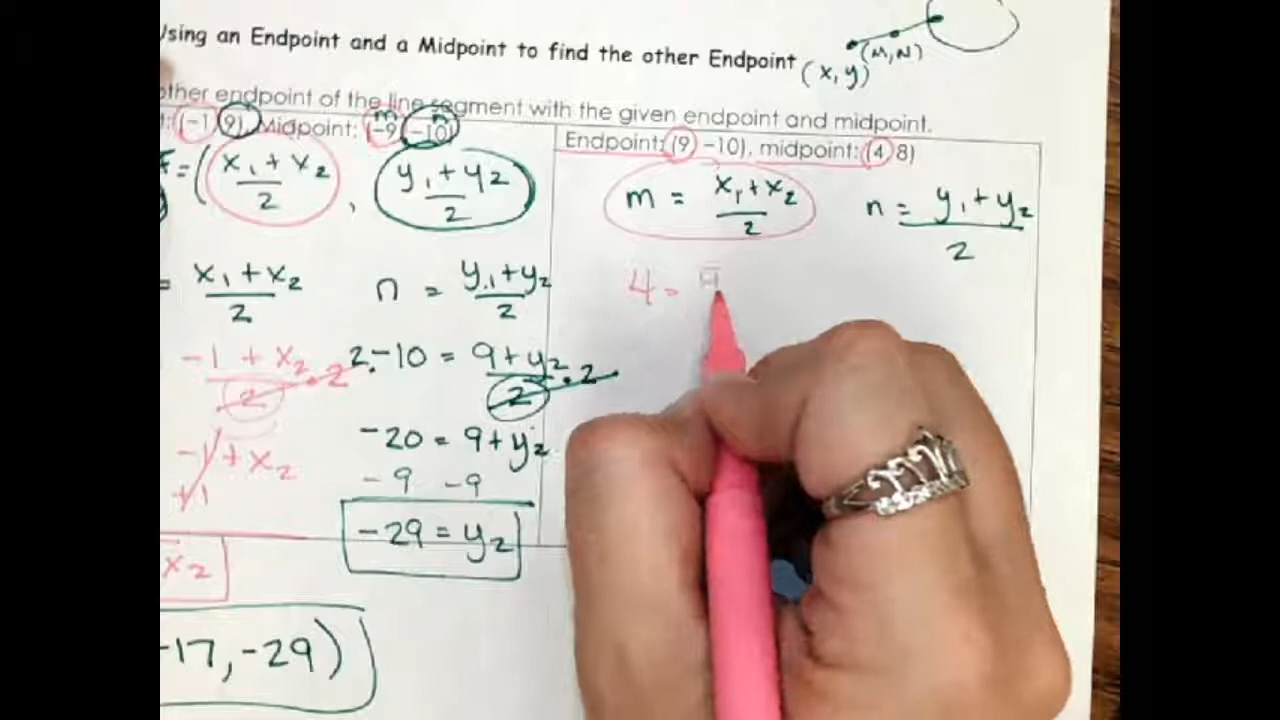 Using an Endpoint and a Midpoint to find the other Endpoint
(M,N)
(x, y)
other endpoint of the line segment with the given endpoint and midpoint.
m n
(-1, 9), Midpoint: (-9, -10)
= ( x₁ + x₂ / 2 , y₁ + y₂ / 2
= x₁ + x₂ / 2 n = y₁ + y₂ / 2
-1 + x₂ / 2 · 2 2 · -10 = 9 + y₂ / 2 · 2
-1 + x₂ -20 = 9 + y₂
+1 -9 -9
x₂ -29 = y₂
-17, -29)
Endpoint: (9 -10), midpoint: (4 8)
m = x₁ + x₂ / 2 n = y₁ + y₂ / 2
4 =